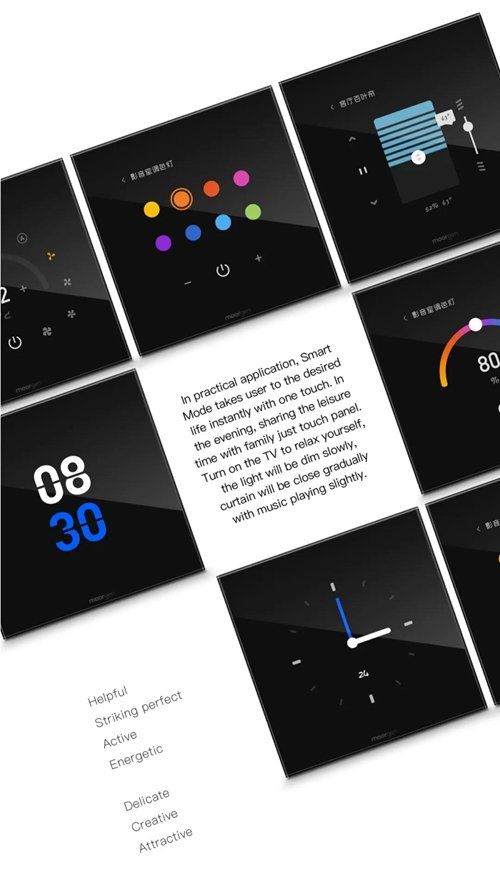 客厅百叶帘
63°
52% 63°
moorgen
影音室调色灯
moorgen
A
2
moorgen
影音室调色灯
80
%
In practical application, Smart
Mode takes user to the desired
life instantly with one touch. In
the evening, sharing the leisure
time with family just touch panel.
Turn on the TV to relax yourself,
the light will be dim slowly,
curtain will be close gradually
with music playing slightly.
08
30
moorgen
影
24
moorgen
Helpful
Striking perfect
Active
Energetic
Delicate
Creative
Attractive